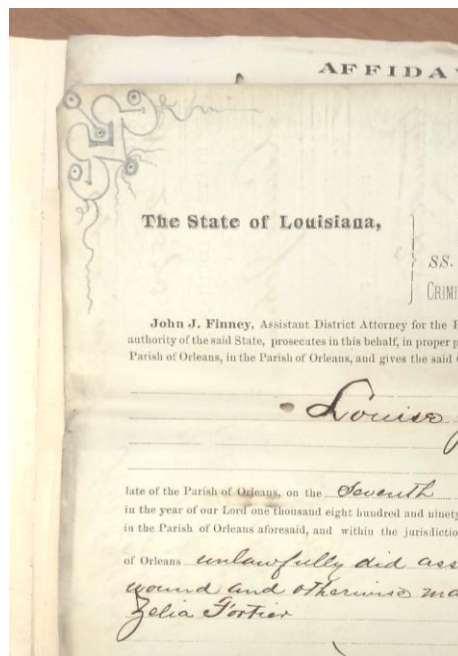 AFFIDA
The State of Louisiana,
SS.
CRIMI
John J. Finney, Assistant District Attorney for the
authority of the said State, prosecutes in this behalf, in proper p
Parish of Orleans, in the Parish of Orleans, and gives the said
Louise
late of the Parish of Orleans, on the Seventh
in the year of our Lord one thousand eight hundred and ninety
in the Parish of Orleans aforesaid, and within the jurisdictio
of Orleans unlawfully did ass
wound and otherwise ma
Zelia Fortier